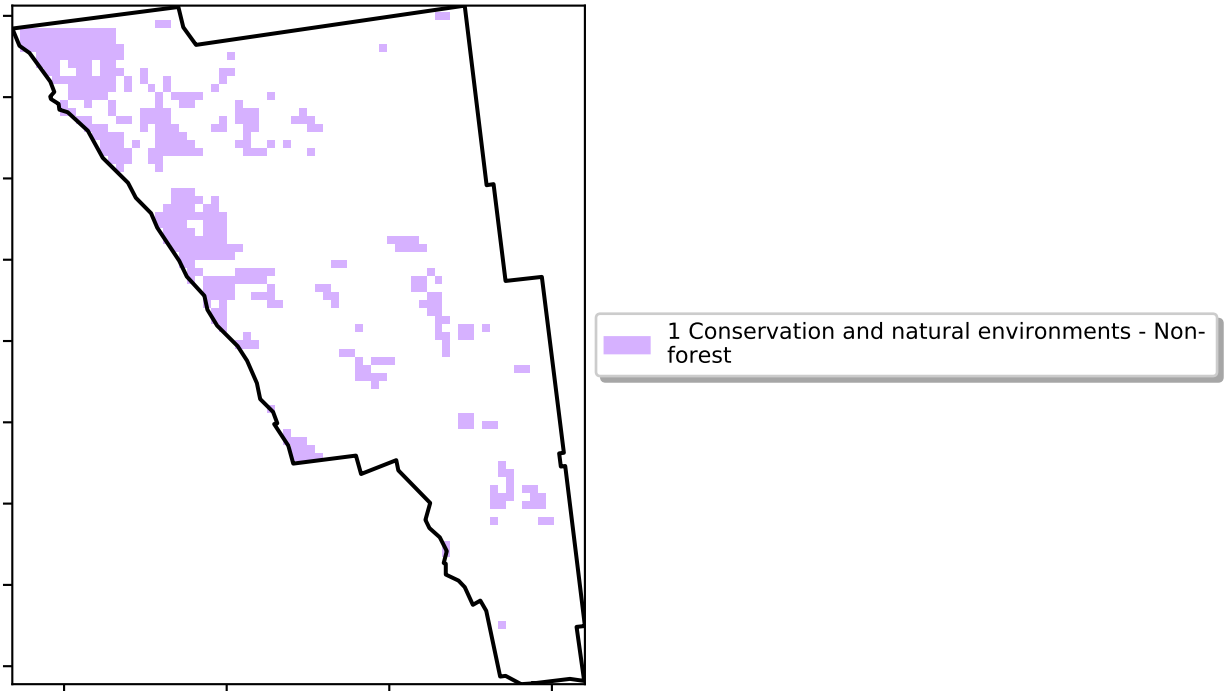 1 Conservation and natural environments - Non-
forest